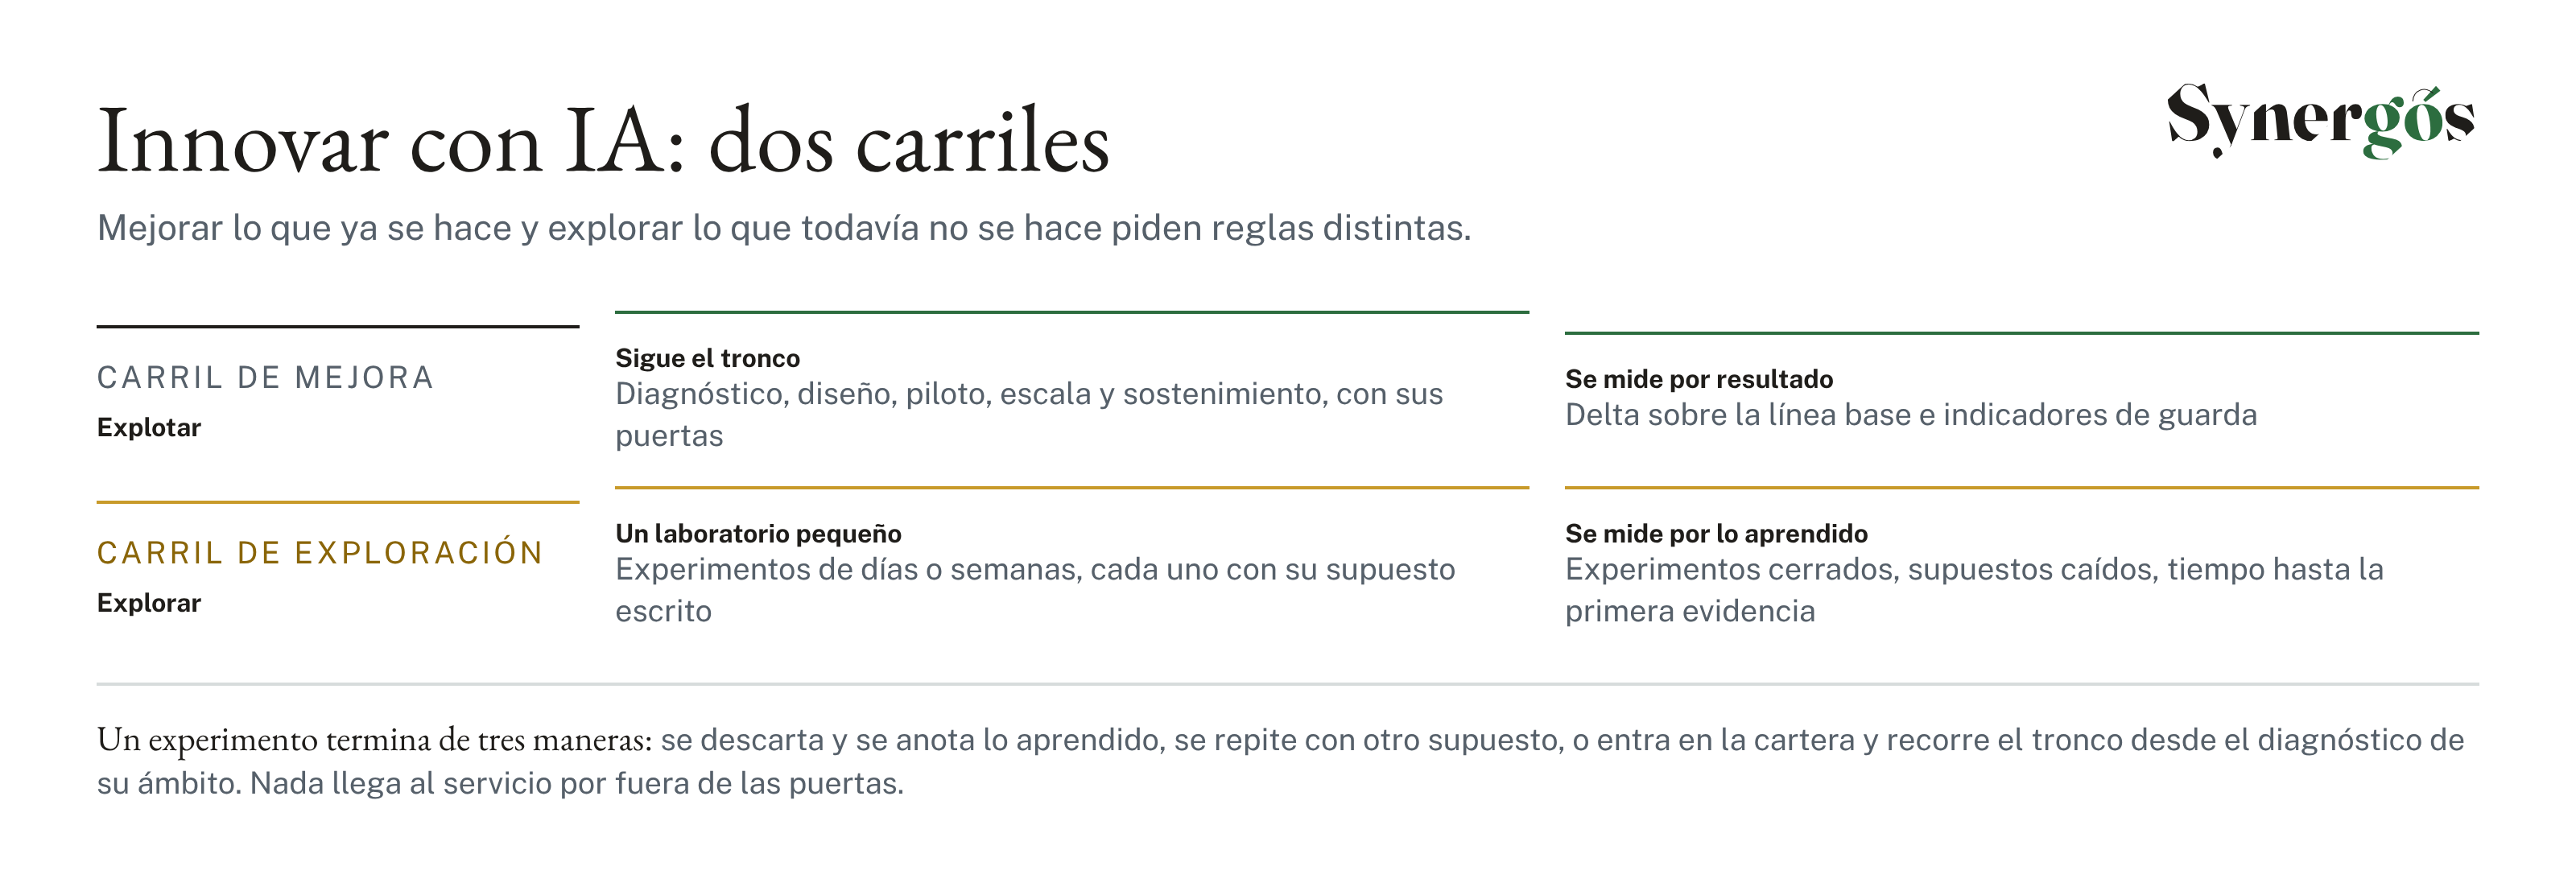 Innovar con IA: dos carriles
Synergós
Mejorar lo que ya se hace y explorar lo que todavía no se hace piden reglas distintas.
CARRIL DE MEJORA
Explotar
Sigue el tronco
Diagnóstico, diseño, piloto, escala y sostenimiento, con sus
puertas
Se mide por resultado
Delta sobre la línea base e indicadores de guarda
CARRIL DE EXPLORACIÓN
Explorar
Un laboratorio pequeño
Experimentos de días o semanas, cada uno con su supuesto
escrito
Se mide por lo aprendido
Experimentos cerrados, supuestos caídos, tiempo hasta la
primera evidencia
Un experimento termina de tres maneras: se descarta y se anota lo aprendido, se repite con otro supuesto, o entra en la cartera y recorre el tronco desde el diagnóstico de
su ámbito. Nada llega al servicio por fuera de las puertas.